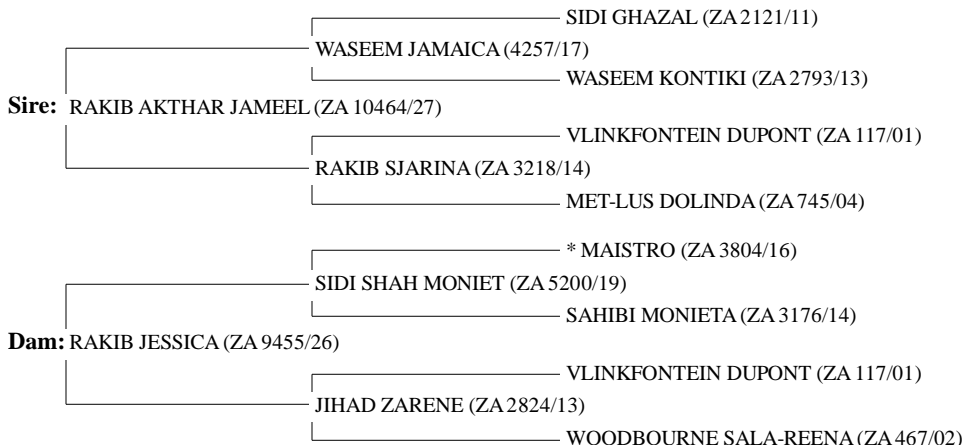 SIDI GHAZAL (ZA 2121/11)
WASEEM JAMAICA (4257/17)
WASEEM KONTIKI (ZA 2793/13)
Sire: RAKIB AKTHAR JAMEEL (ZA 10464/27)
VLINKFONTEIN DUPONT (ZA 117/01)
RAKIB SJARINA (ZA 3218/14)
MET-LUS DOLINDA (ZA 745/04)
* MAISTRO (ZA 3804/16)
SIDI SHAH MONIET (ZA 5200/19)
SAHIBI MONIETA (ZA 3176/14)
Dam: RAKIB JESSICA (ZA 9455/26)
VLINKFONTEIN DUPONT (ZA 117/01)
JIHAD ZARENE (ZA 2824/13)
WOODBOURNE SALA-REENA (ZA 467/02)